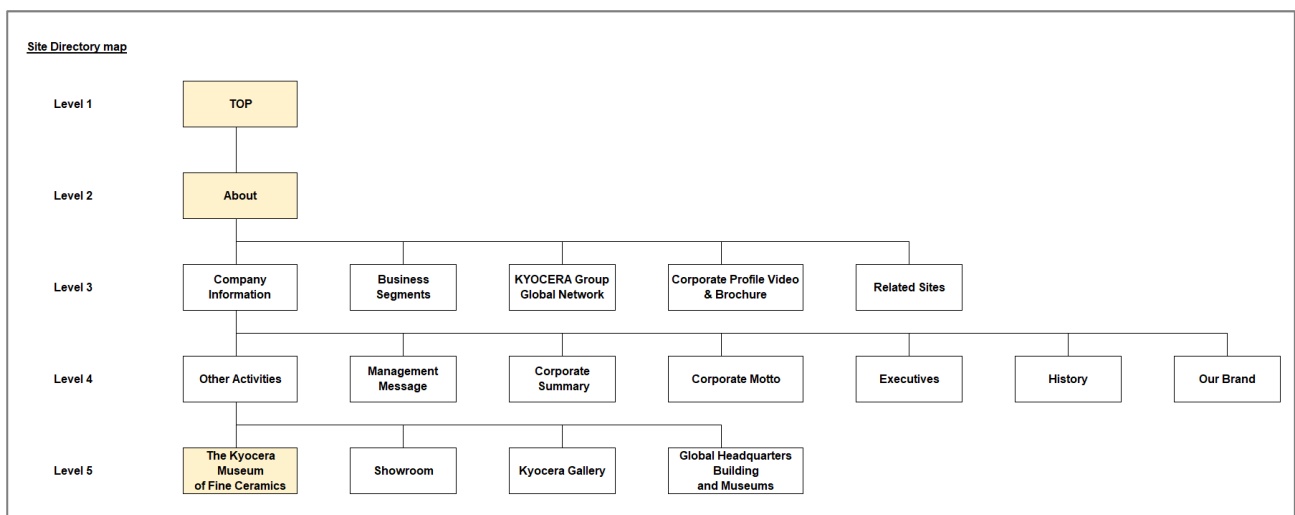 Site Directory map
Level 1
TOP
Level 2
About
Level 3
Company
Information
Business
Segments
KYOCERA Group
Global Network
Corporate Profile Video
& Brochure
Related Sites
Level 4
Other Activities
Management
Message
Corporate
Summary
Corporate Motto
Executives
History
Our Brand
Level 5
The Kyocera
Museum
of Fine Ceramics
Showroom
Kyocera Gallery
Global Headquarters
Building
and Museums